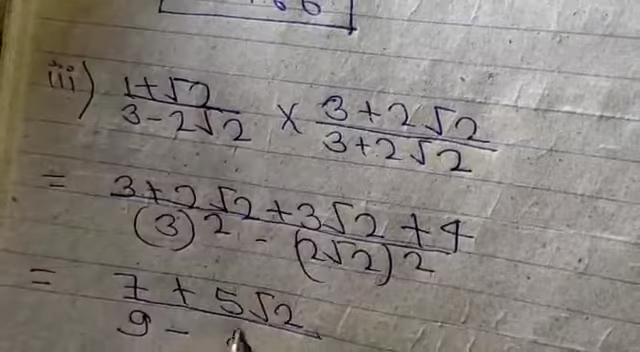 iii) 1+√2 / 3-2√2 × 3+2√2 / 3+2√2
= 3+2√2+3√2+4 / (3)2 - (2√2)2
= 7+5√2 / 9-